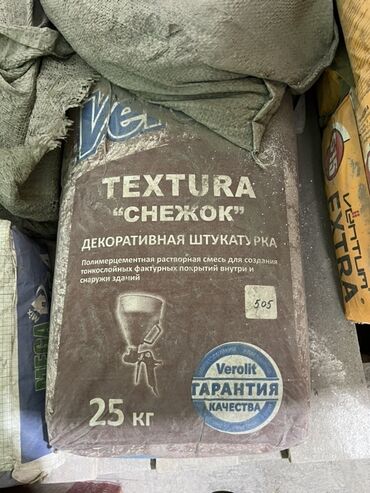 TEXTURA
"СНЕЖОК"
ДЕКОРАТИВНАЯ ШТУКАТУРКА
Полимерцементная растворная смесь для создания
тонкослойных фактурных покрытий внутри и
снаружи зданий
505
Verolit
ГАРАНТИЯ
КАЧЕСТВА
25 кг
MEGA
ventum
EXTRA